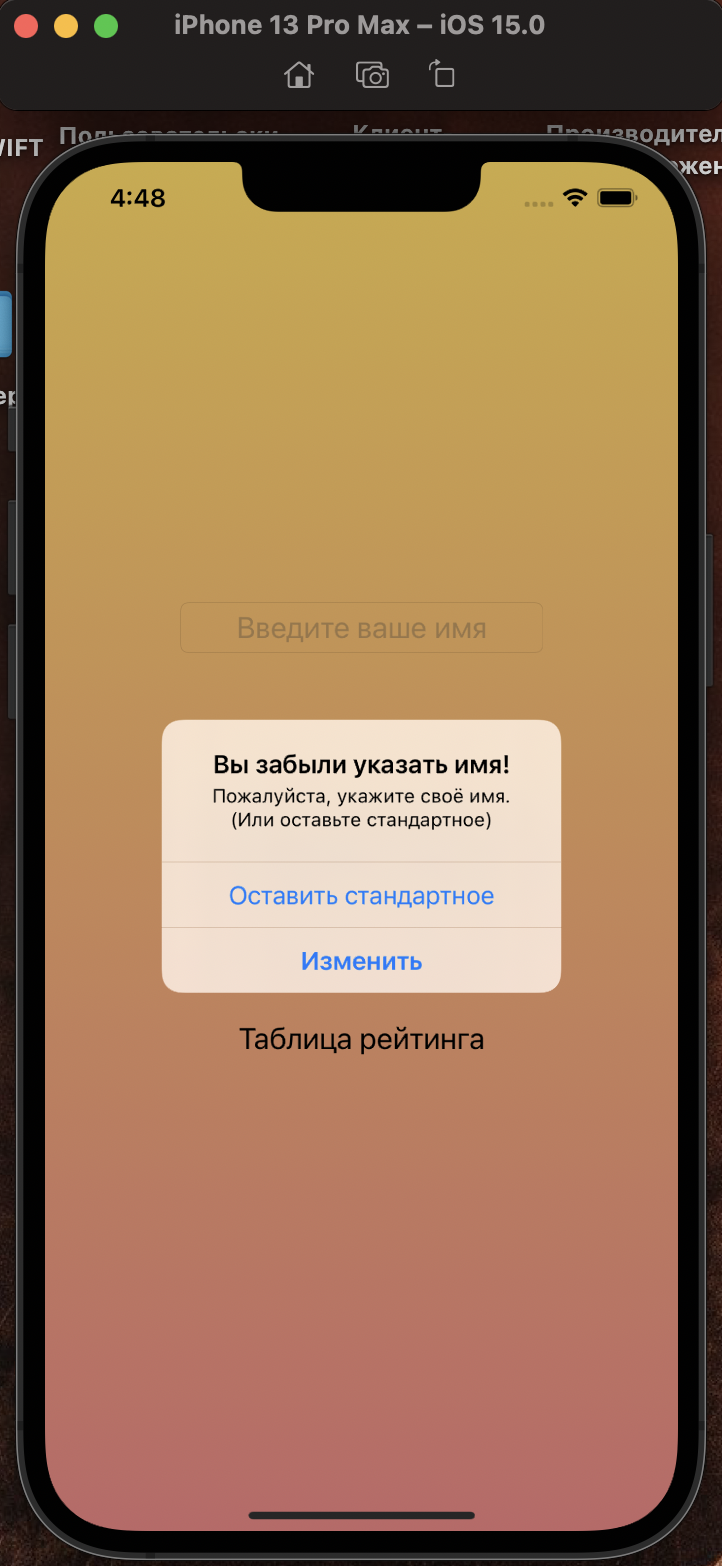 iPhone 13 Pro Max – iOS 15.0
Клиент
4:48
Введите ваше имя
Вы забыли указать имя!
Пожалуйста, укажите своё имя.
(Или оставьте стандартное)
Оставить стандартное
Изменить
Таблица рейтинга